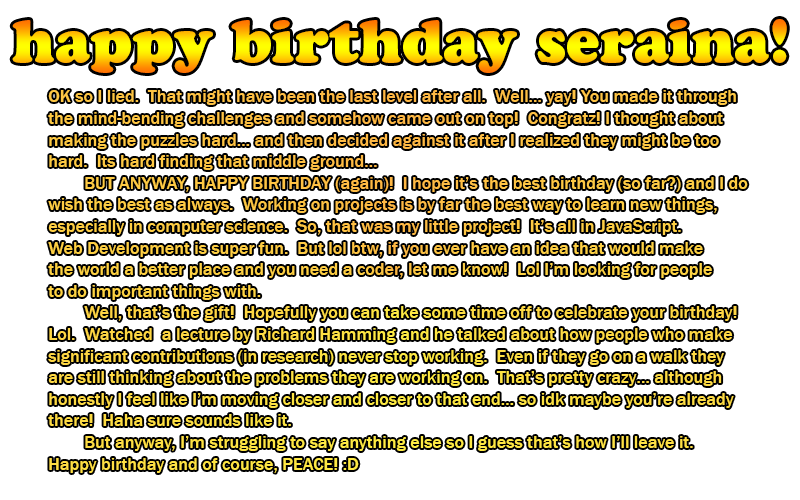 happy birthday seraina!
OK so I lied. That might have been the last level after all. Well... yay! You made it through
the mind-bending challenges and somehow came out on top! Congratz! I thought about
making the puzzles hard... and then decided against it after I realized they might be too
hard. Its hard finding that middle ground...
BUT ANYWAY, HAPPY BIRTHDAY (again)! I hope it's the best birthday (so far?) and I do
wish the best as always. Working on projects is by far the best way to learn new things,
especially in computer science. So, that was my little project! It's all in JavaScript.
Web Development is super fun. But lol btw, if you ever have an idea that would make
the world a better place and you need a coder, let me know! Lol I'm looking for people
to do important things with.
Well, that's the gift! Hopefully you can take some time off to celebrate your birthday!
Lol. Watched a lecture by Richard Hamming and he talked about how people who make
significant contributions (in research) never stop working. Even if they go on a walk they
are still thinking about the problems they are working on. That's pretty crazy... although
honestly I feel like I'm moving closer and closer to that end... so idk maybe you're already
there! Haha sure sounds like it.
But anyway, I'm struggling to say anything else so I guess that's how I'll leave it.
Happy birthday and of course, PEACE! :D